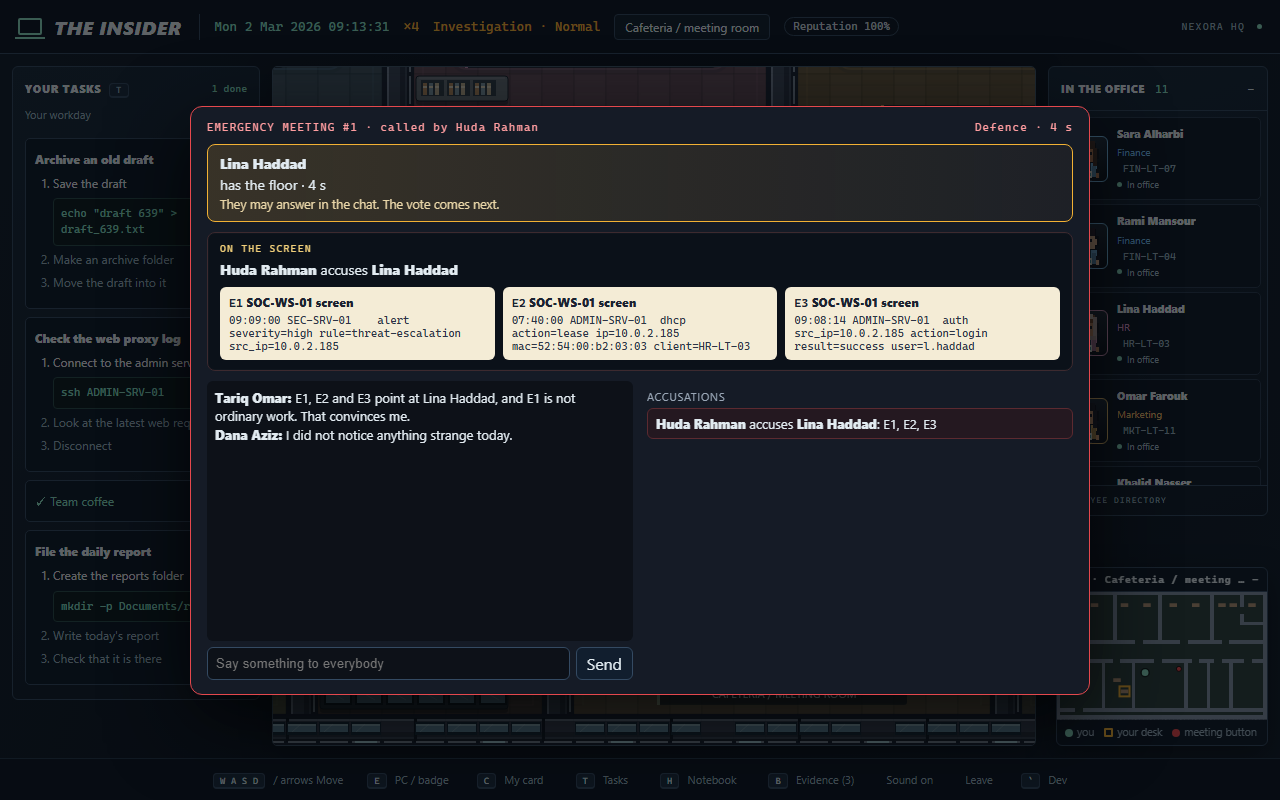 THE INSIDER
Mon 2 Mar 2026 09:13:31 ×4 Investigation · Normal
Cafeteria / meeting room
Reputation 100%
NEXORA HQ
YOUR TASKS T
1 done
Your workday
Archive an old draft
1. Save the draft
echo "draft 639" >
draft_639.txt
2. Make an archive folder
3. Move the draft into it
Check the web proxy log
1. Connect to the admin serv
ssh ADMIN-SRV-01
2. Look at the latest web req
3. Disconnect
✓ Team coffee
File the daily report
1. Create the reports folder
mkdir -p Documents/r
2. Write today's report
3. Check that it is there
EMERGENCY MEETING #1 · called by Huda Rahman
Defence · 4 s
Lina Haddad
has the floor · 4 s
They may answer in the chat. The vote comes next.
ON THE SCREEN
Huda Rahman accuses Lina Haddad
E1 SOC-WS-01 screen
09:09:00 SEC-SRV-01 alert
severity=high rule=threat-escalation
src_ip=10.0.2.185
E2 SOC-WS-01 screen
07:40:00 ADMIN-SRV-01 dhcp
action=lease ip=10.0.2.185
mac=52:54:00:b2:03:03 client=HR-LT-03
E3 SOC-WS-01 screen
09:08:14 ADMIN-SRV-01 auth
src_ip=10.0.2.185 action=login
result=success user=l.haddad
Tariq Omar: E1, E2 and E3 point at Lina Haddad, and E1 is not
ordinary work. That convinces me.
Dana Aziz: I did not notice anything strange today.
ACCUSATIONS
Huda Rahman accuses Lina Haddad: E1, E2, E3
Say something to everybody
Send
IN THE OFFICE 11 −
Sara Alharbi
Finance
FIN-LT-07
In office
Rami Mansour
Finance
FIN-LT-04
In office
Lina Haddad
HR
HR-LT-03
In office
Omar Farouk
Marketing
MKT-LT-11
In office
Khalid Nasser
YEE DIRECTORY
· Cafeteria / meeting … −
you your desk meeting button
CAFETERIA / MEETING ROOM
W A S D / arrows Move
E PC / badge
C My card
T Tasks
H Notebook
B Evidence (3)
Sound on
Leave
` Dev